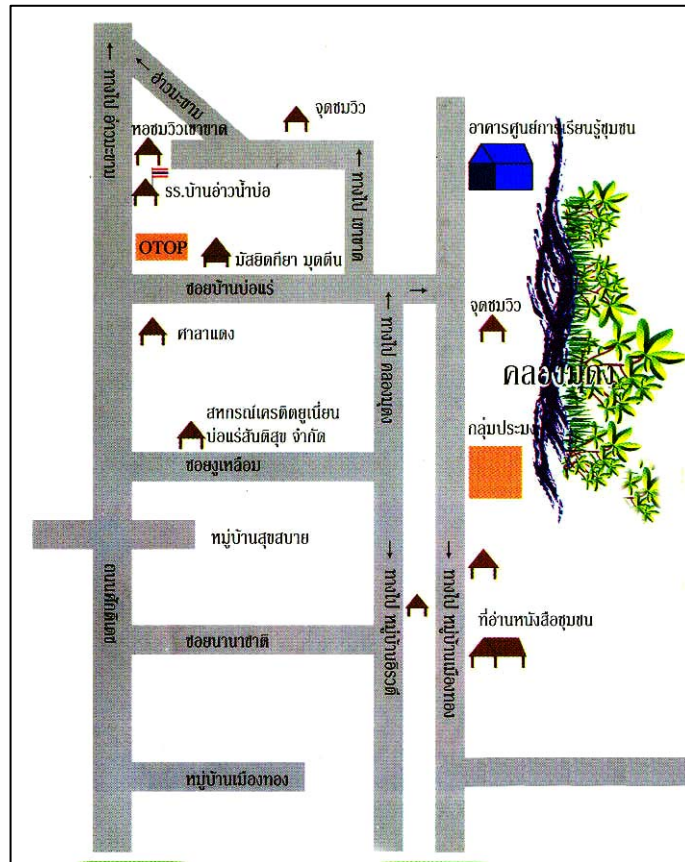 ← ทางไป อ่าวมะขาม
← อ่าวมะขาม
จุดชมวิว
อาคารศูนย์การเรียนรู้ชุมชน
หอชมวิวเขาขาด
รร.บ้านอ่าวน้ำบ่อ
→ ทางไป เขาขาด
OTOP
มัสยิดกียา มุดดีน
ซอยบ้านบ่อแร่
→
จุดชมวิว
ศาลาแดง
ทางไป คลองมุดง
คลองมุดง
สหกรณ์เครดิตยูเนี่ยน
บ่อแร่สันติสุข จำกัด
กลุ่มประมง
ซอยงูเหลือม
หมู่บ้านสุขสบาย
ถนนศักดิเดช
→ ทางไป หมู่บ้านสิรวดี
→ ทางไป หมู่บ้านเมืองทอง
ที่อ่านหนังสือชุมชน
ซอยนานาชาติ
หมู่บ้านเมืองทอง